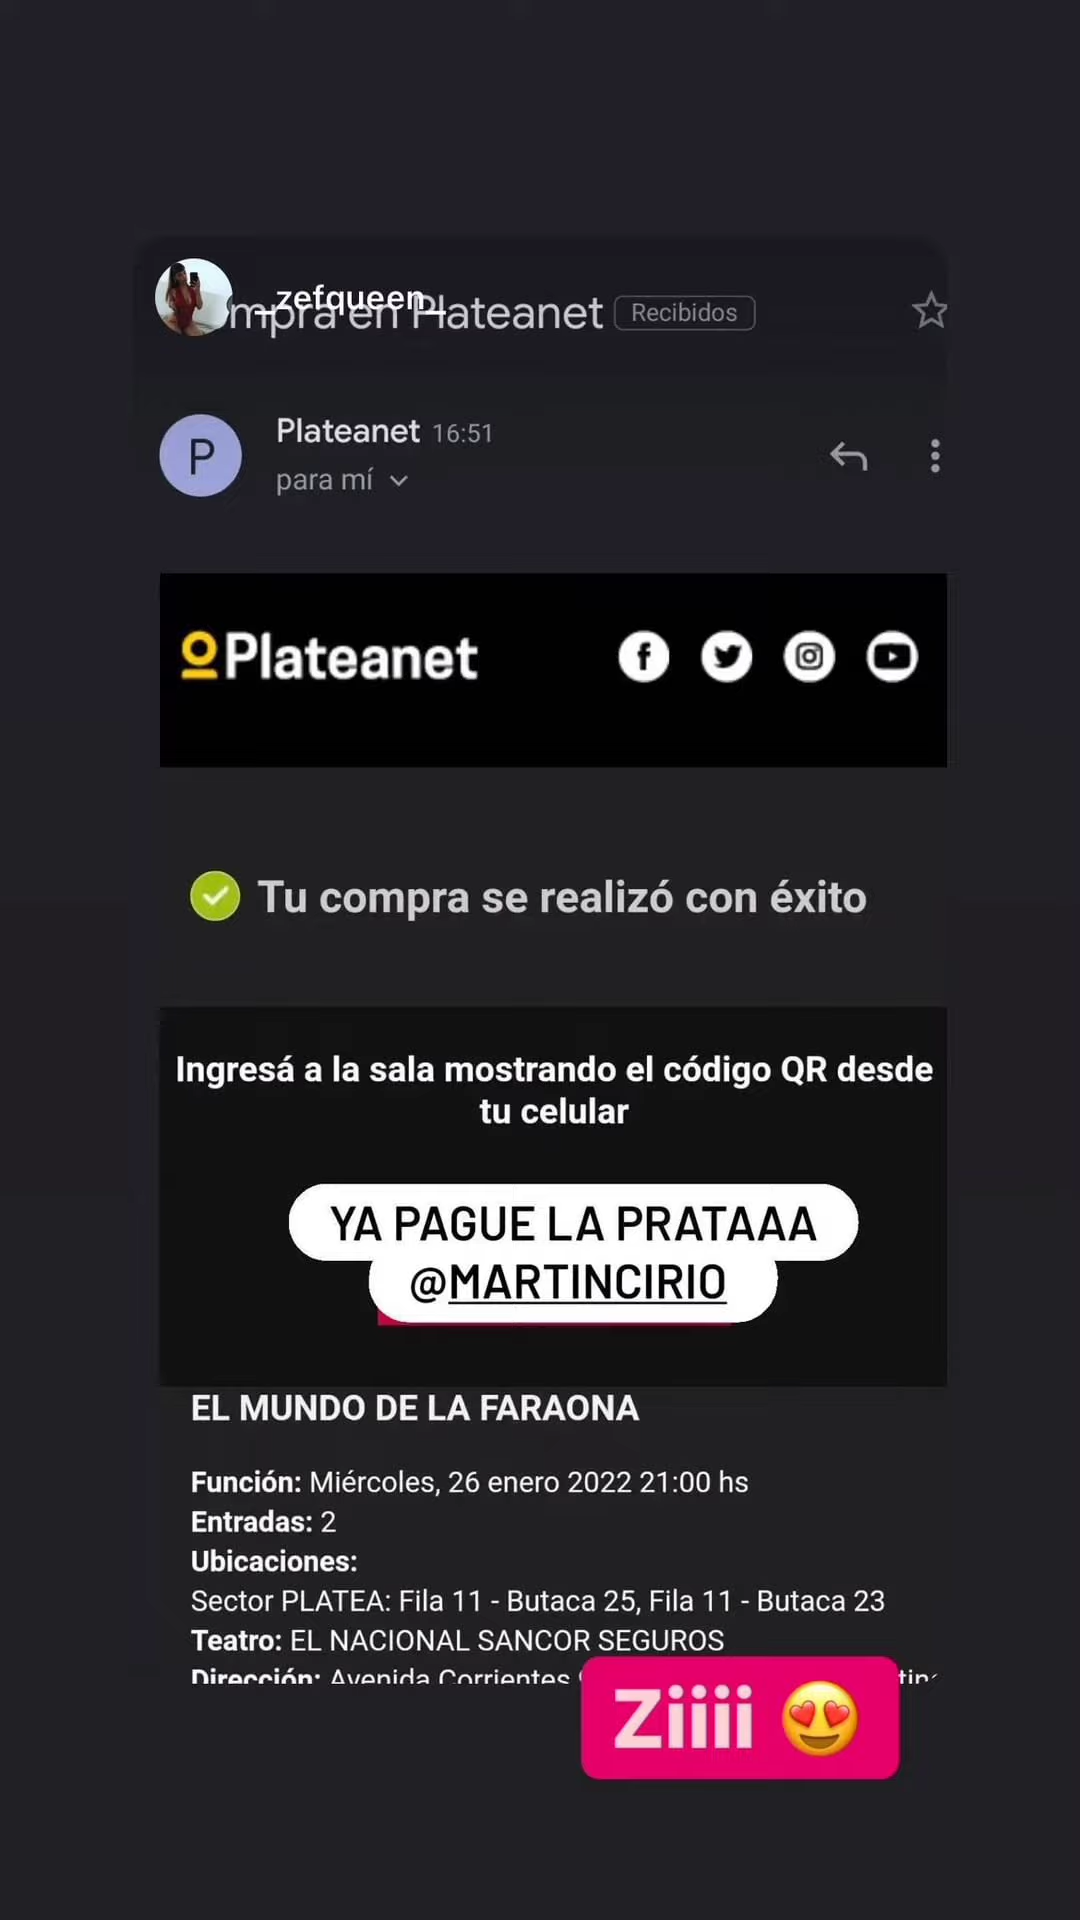 _zefqueen_
mpra en Plateanet Recibidos
Plateanet 16:51
P
para mí
Plateanet
Tu compra se realizó con éxito
Ingresá a la sala mostrando el código QR desde
tu celular
YA PAGUE LA PRATAAA
@MARTINCIRIO
EL MUNDO DE LA FARAONA
Función: Miércoles, 26 enero 2022 21:00 hs
Entradas: 2
Ubicaciones:
Sector PLATEA: Fila 11 - Butaca 25, Fila 11 - Butaca 23
Teatro: EL NACIONAL SANCOR SEGUROS
Dirección: Avenida Corrientes
Ziiii 😍